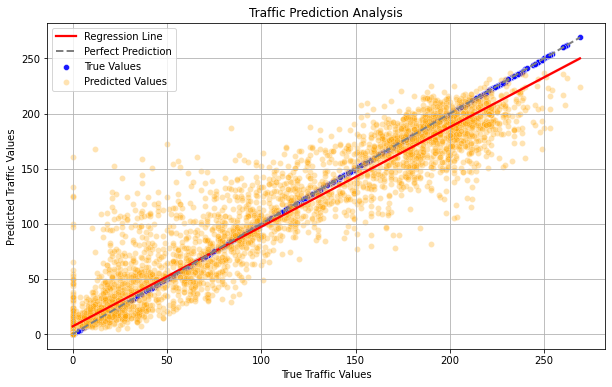 Traffic Prediction Analysis
Regression Line
Perfect Prediction
True Values
Predicted Values
Predicted Traffic Values
250
200
150
100
50
0
0 50 100 150 200 250
True Traffic Values